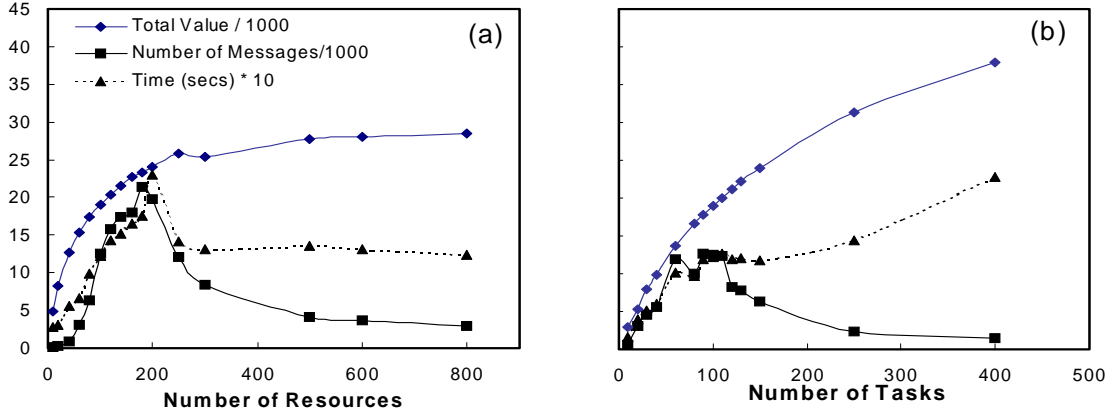 45
40
35
30
25
20
15
10
5
0
Total Value / 1000
Number of Messages/1000
Time (secs) * 10
(a)
0 200 400 600 800
Number of Resources
(b)
0 100 200 300 400 500
Number of Tasks